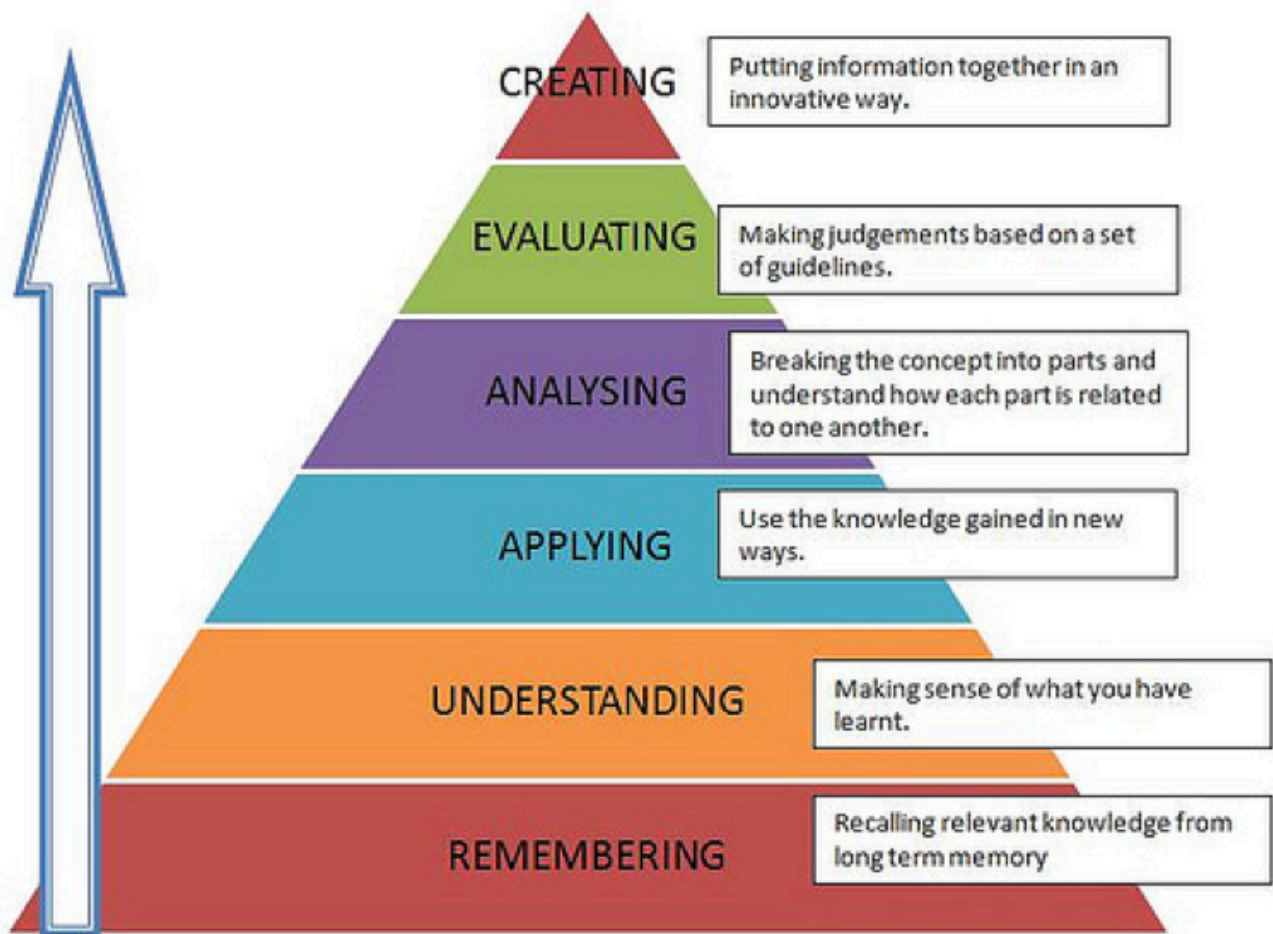 CREATING
Putting information together in an
innovative way.
EVALUATING
Making judgements based on a set
of guidelines.
ANALYSING
Breaking the concept into parts and
understand how each part is related
to one another.
APPLYING
Use the knowledge gained in new
ways.
UNDERSTANDING
Making sense of what you have
learnt.
REMEMBERING
Recalling relevant knowledge from
long term memory